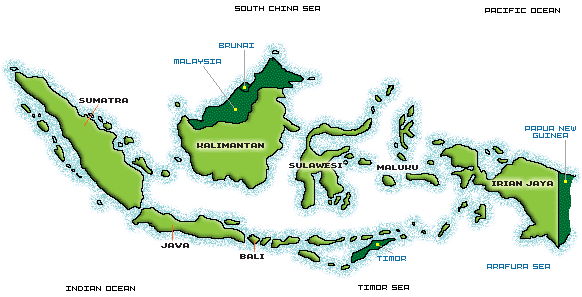 SOUTH CHINA SEA
PACIFIC OCEAN
BRUNAI
MALAYSIA
SUMATRA
PAPUA NEW
GUINEA
KALIMANTAN
SULAWESI
MALUKU
IRIAN JAYA
JAVA
BALI
TIMOR
ARAFURA SEA
INDIAN OCEAN
TIMOR SEA